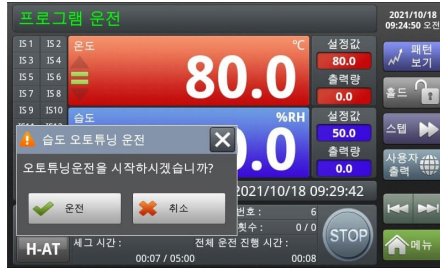 프로그램 운전
2021/10/18
09:24:50 오전
IS 1 IS 2
IS 3 IS 4
IS 5 IS 6
IS 7 IS 8
IS 9 IS10
온도 ℃
80.0
설정값
80.0
출력량
0.0
습도 %RH
.0
설정값
50.0
출력량
0.0
패턴
보기
홀드
스텝
사용자
출력
메뉴
습도 오토튜닝 운전
오토튜닝운전을 시작하시겠습니까?
운전 취소
2021/10/18 09:29:42
번호 : 6
횟수 : 0 / 0
H-AT
세그 시간 : 전체 운전 진행 시간 :
00:07 / 05:00 00:08
STOP